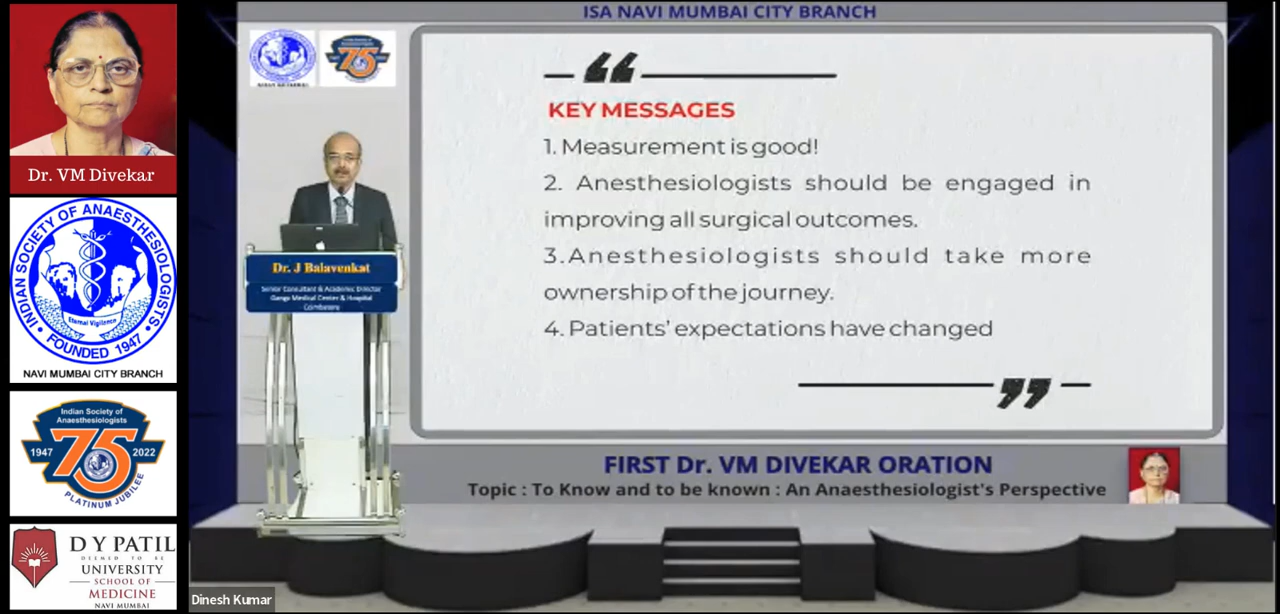 ISA NAVI MUMBAI CITY BRANCH
Dr. VM Divekar
INDIAN SOCIETY OF ANAESTHESIOLOGISTS
Eternal Vigilance
FOUNDED 1947
NAVI MUMBAI CITY BRANCH
Indian Society of
Anaesthesiologists
1947 75 2022
PLATINUM JUBILEE
D Y PATIL
DEEMED TO BE
UNIVERSITY
SCHOOL OF
MEDICINE
NAVI MUMBAI
75
Dr. J Balavenkat
Senior Consultant & Academic Director
Ganga Medical Center & Hospital
Coimbatore
“
KEY MESSAGES
1. Measurement is good!
2. Anesthesiologists should be engaged in
improving all surgical outcomes.
3.Anesthesiologists should take more
ownership of the journey.
4. Patients’ expectations have changed
”
FIRST Dr. VM DIVEKAR ORATION
Topic : To Know and to be known : An Anaesthesiologist's Perspective
Dinesh Kumar